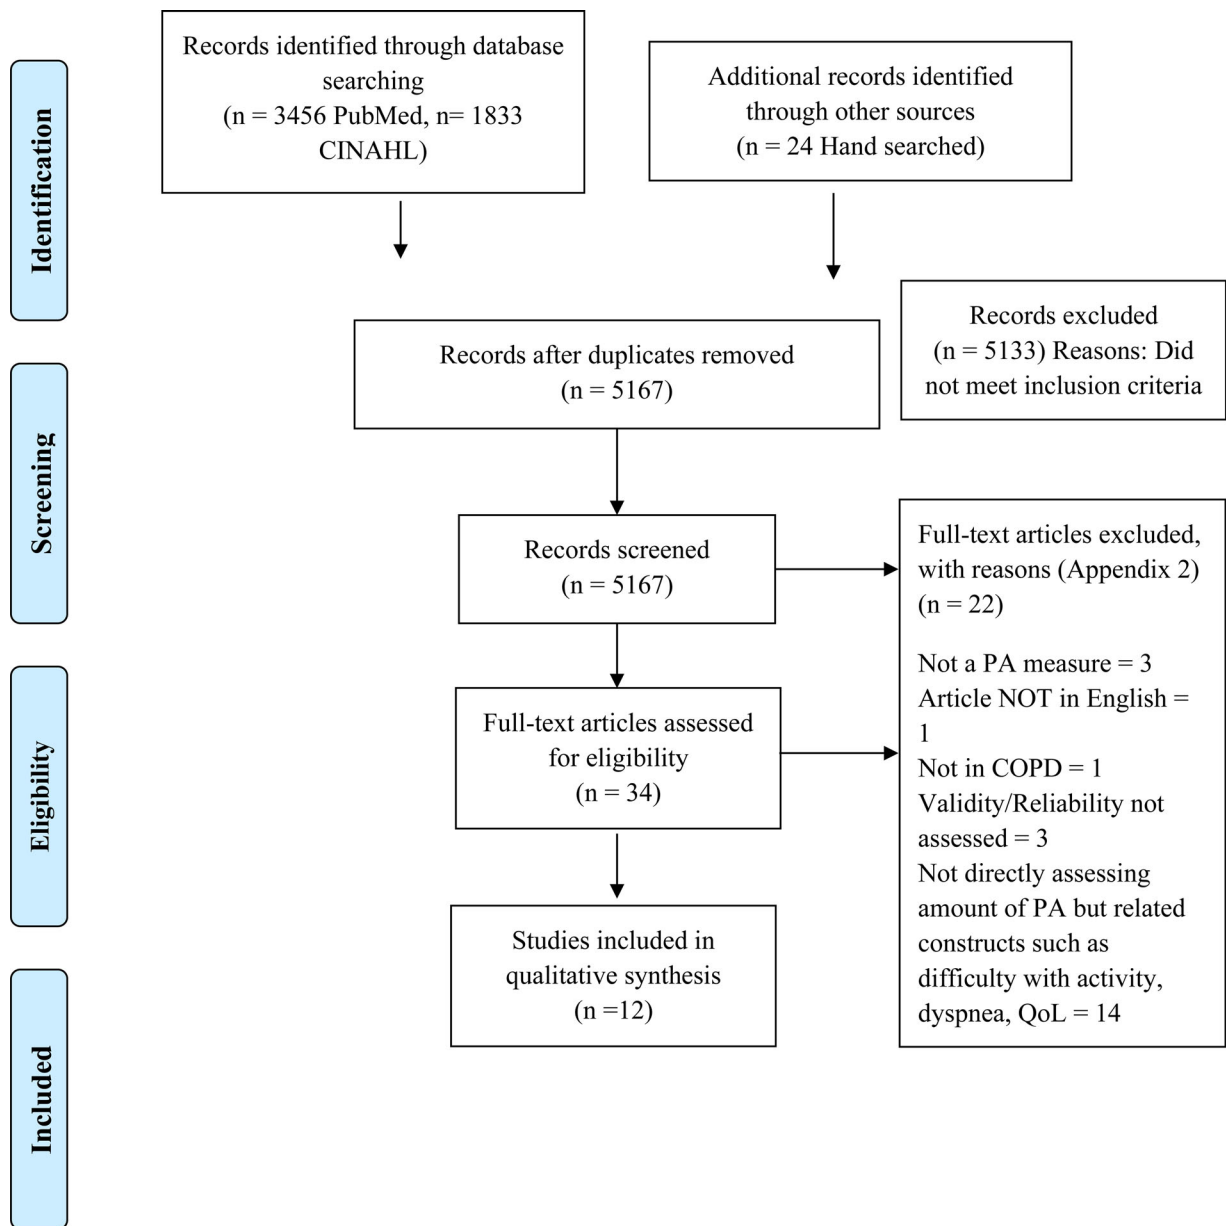 Identification
Records identified through database
searching
(n = 3456 PubMed, n= 1833
CINAHL)
Additional records identified
through other sources
(n = 24 Hand searched)
Records after duplicates removed
(n = 5167)
Records excluded
(n = 5133) Reasons: Did
not meet inclusion criteria
Screening
Records screened
(n = 5167)
Full-text articles excluded,
with reasons (Appendix 2)
(n = 22)
Not a PA measure = 3
Article NOT in English =
1
Not in COPD = 1
Validity/Reliability not
assessed = 3
Not directly assessing
amount of PA but related
constructs such as
difficulty with activity,
dyspnea, QoL = 14
Eligibility
Full-text articles assessed
for eligibility
(n = 34)
Included
Studies included in
qualitative synthesis
(n =12)